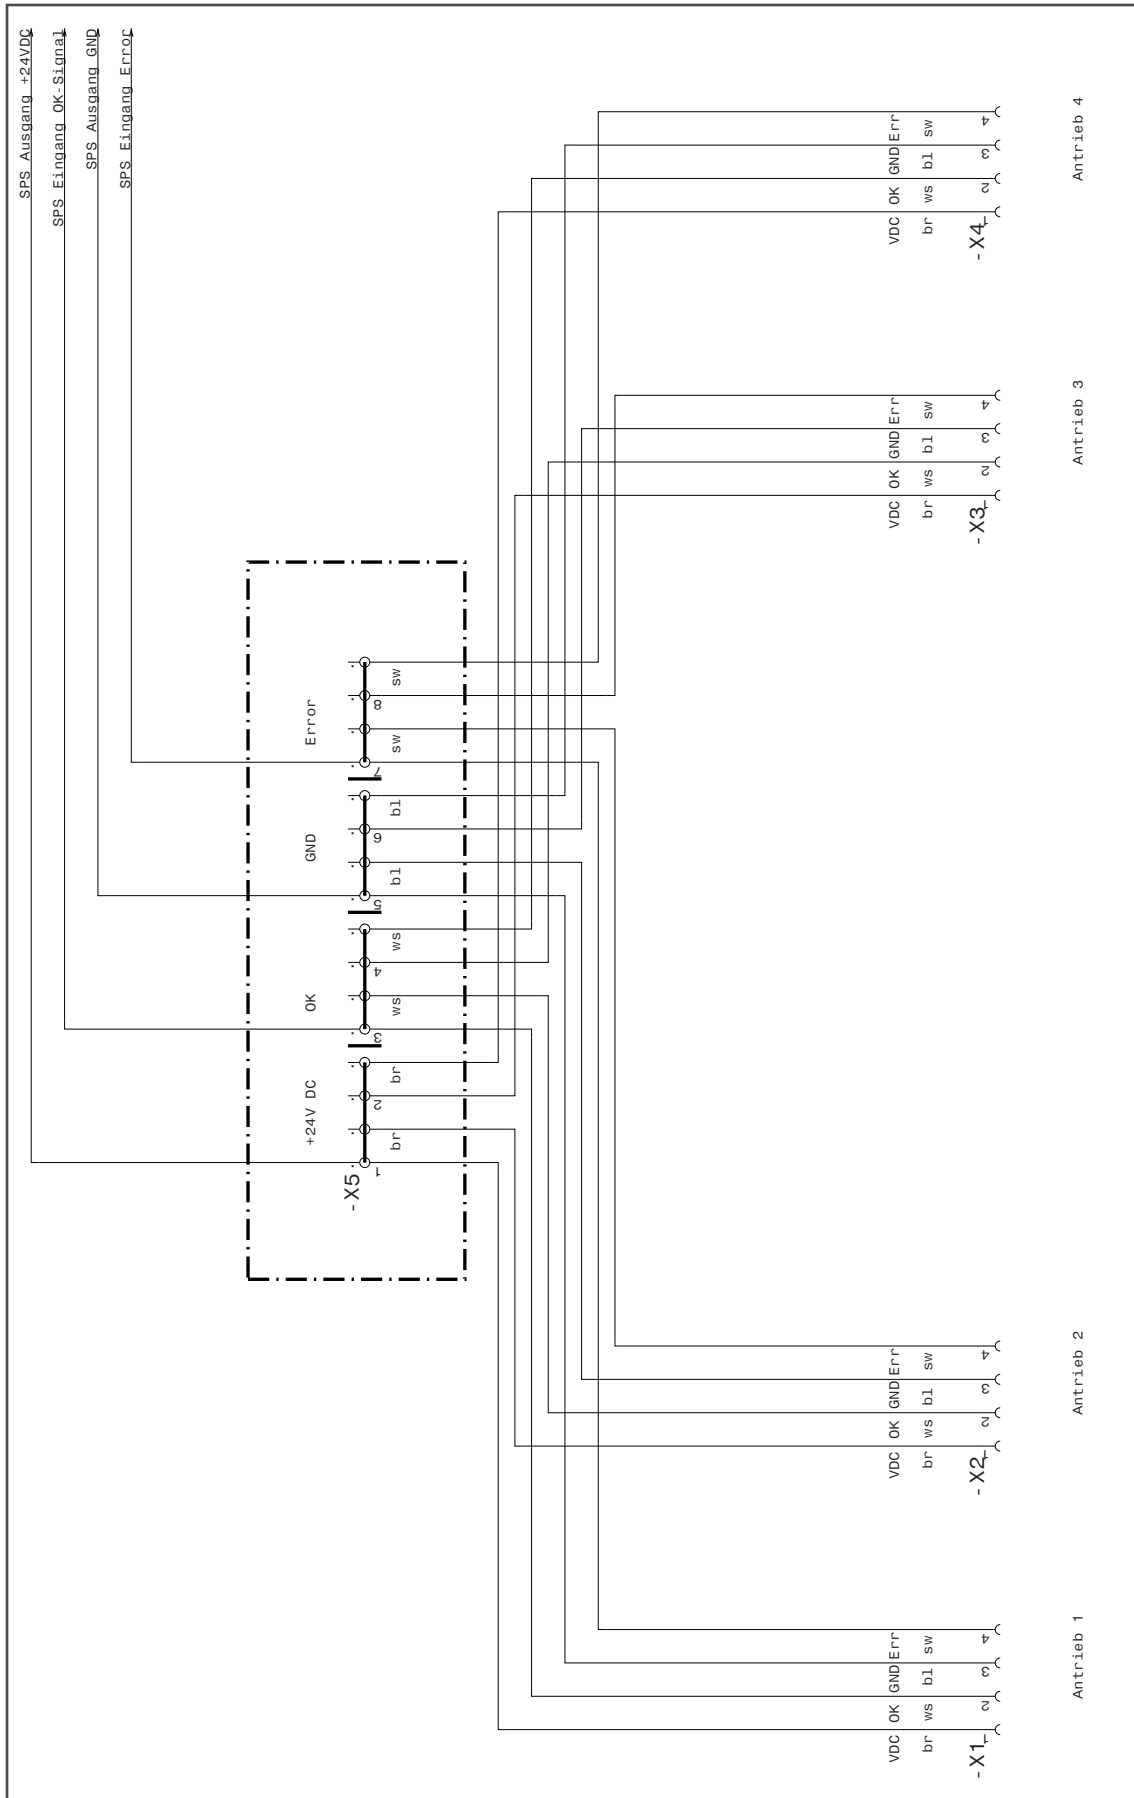 SPS Ausgang +24VDC
SPS Eingang OK-Signal
SPS Ausgang GND
SPS Eingang Error
-X5
+24V DC
OK
GND
Error
1
2
3
4
5
6
7
8
br
br
ws
ws
bl
bl
sw
sw
VDC OK GND Err
br ws bl sw
-X1
1 2 3 4
Antrieb 1
VDC OK GND Err
br ws bl sw
-X2
1 2 3 4
Antrieb 2
VDC OK GND Err
br ws bl sw
-X3
1 2 3 4
Antrieb 3
VDC OK GND Err
br ws bl sw
-X4
1 2 3 4
Antrieb 4